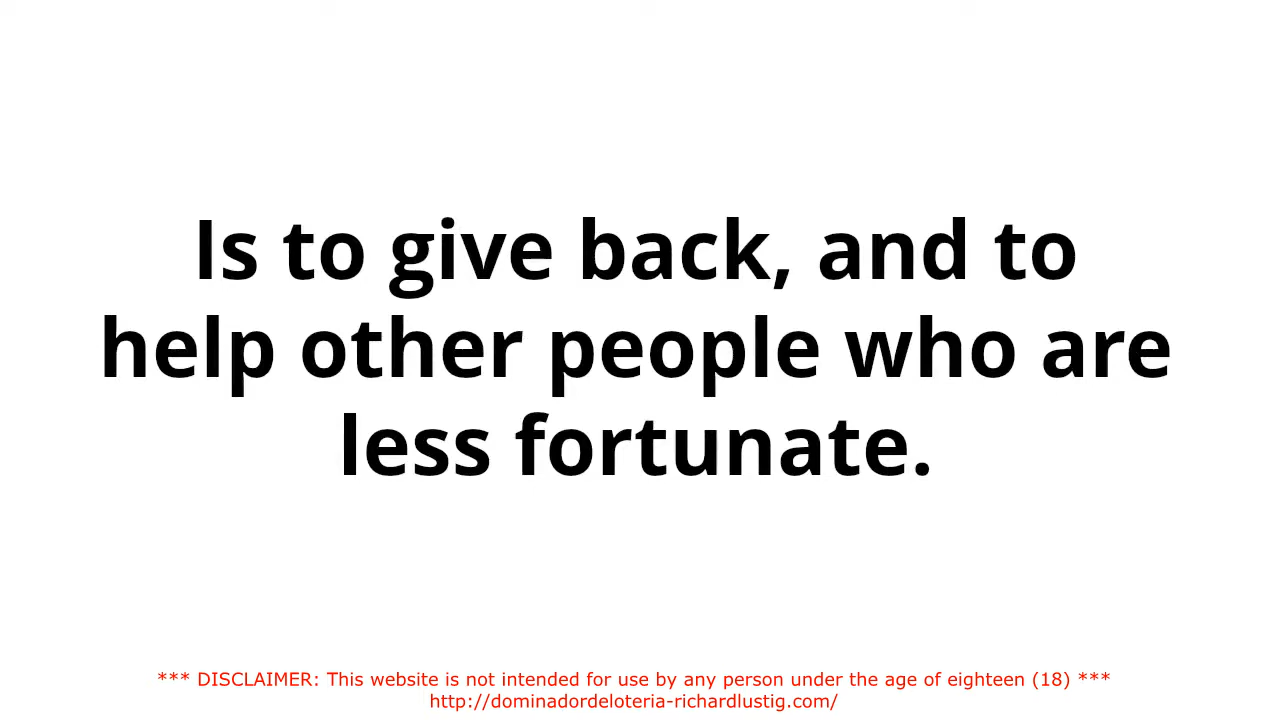 Is to give back, and to
help other people who are
less fortunate.
*** DISCLAIMER: This website is not intended for use by any person under the age of eighteen (18) ***
http://dominadordeloteria-richardlustig.com/